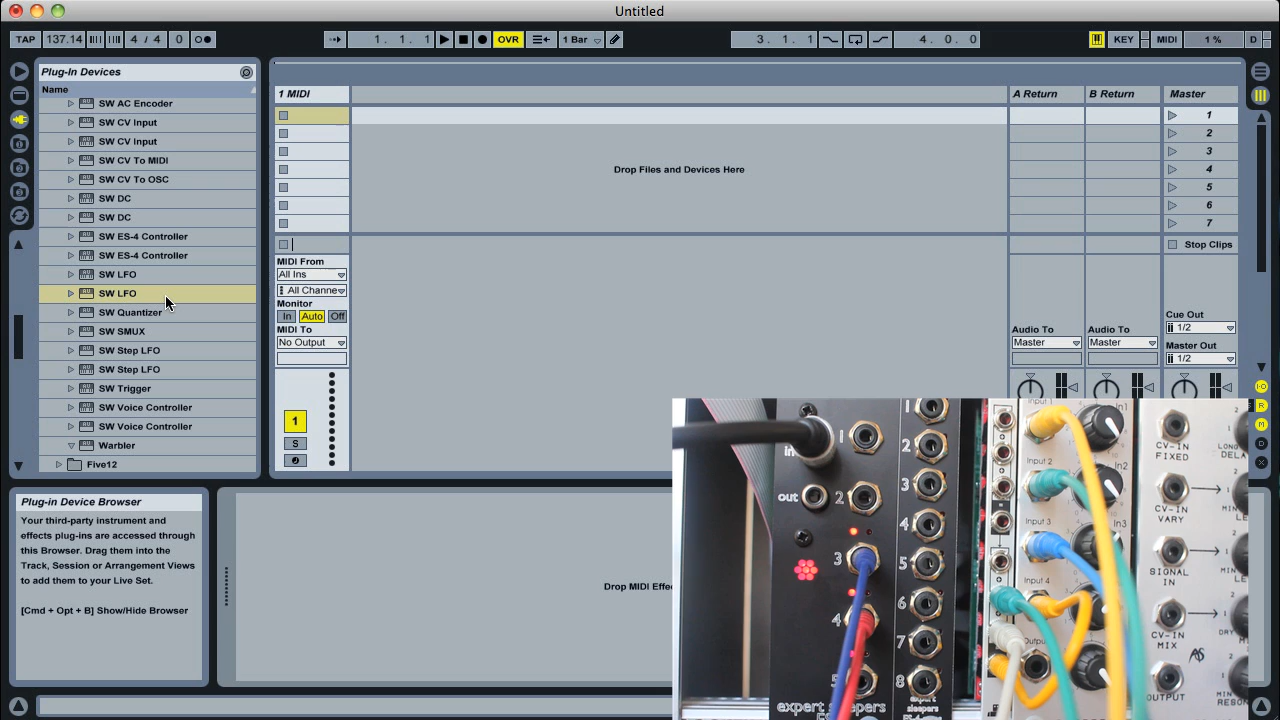 Untitled
TAP 137.14 4 / 4 0 1. 1. 1 OVR 1 Bar 3. 1. 1 4. 0. 0 KEY MIDI 1 % D
Plug-In Devices
Name
SW AC Encoder
SW CV Input
SW CV Input
SW CV To MIDI
SW CV To OSC
SW DC
SW DC
SW ES-4 Controller
SW ES-4 Controller
SW LFO
SW LFO
SW Quantizer
SW SMUX
SW Step LFO
SW Step LFO
SW Trigger
SW Voice Controller
SW Voice Controller
Warbler
Five12
1 MIDI
Drop Files and Devices Here
MIDI From
All Ins
All Channe
Monitor
In Auto Off
MIDI To
No Output
1
S
A Return
B Return
Master
1
2
3
4
5
6
7
Stop Clips
Audio To
Master
Audio To
Master
Cue Out
1/2
Master Out
1/2
Plug-in Device Browser
Your third-party instrument and
effects plug-ins are accessed through
this Browser. Drag them into the
Track, Session or Arrangement Views
to add them to your Live Set.
[Cmd + Opt + B] Show/Hide Browser
Drop MIDI Effe
in
out
2
3
4
5
1
2
3
4
5
6
7
8
expert sleepers
expert
sleepers
Input 1
Input 2
Input 3
Input 4
In1
In2
In3
CV-IN
FIXED
CV-IN
VARY
SIGNAL
IN
CV-IN
MIX
OUTPUT